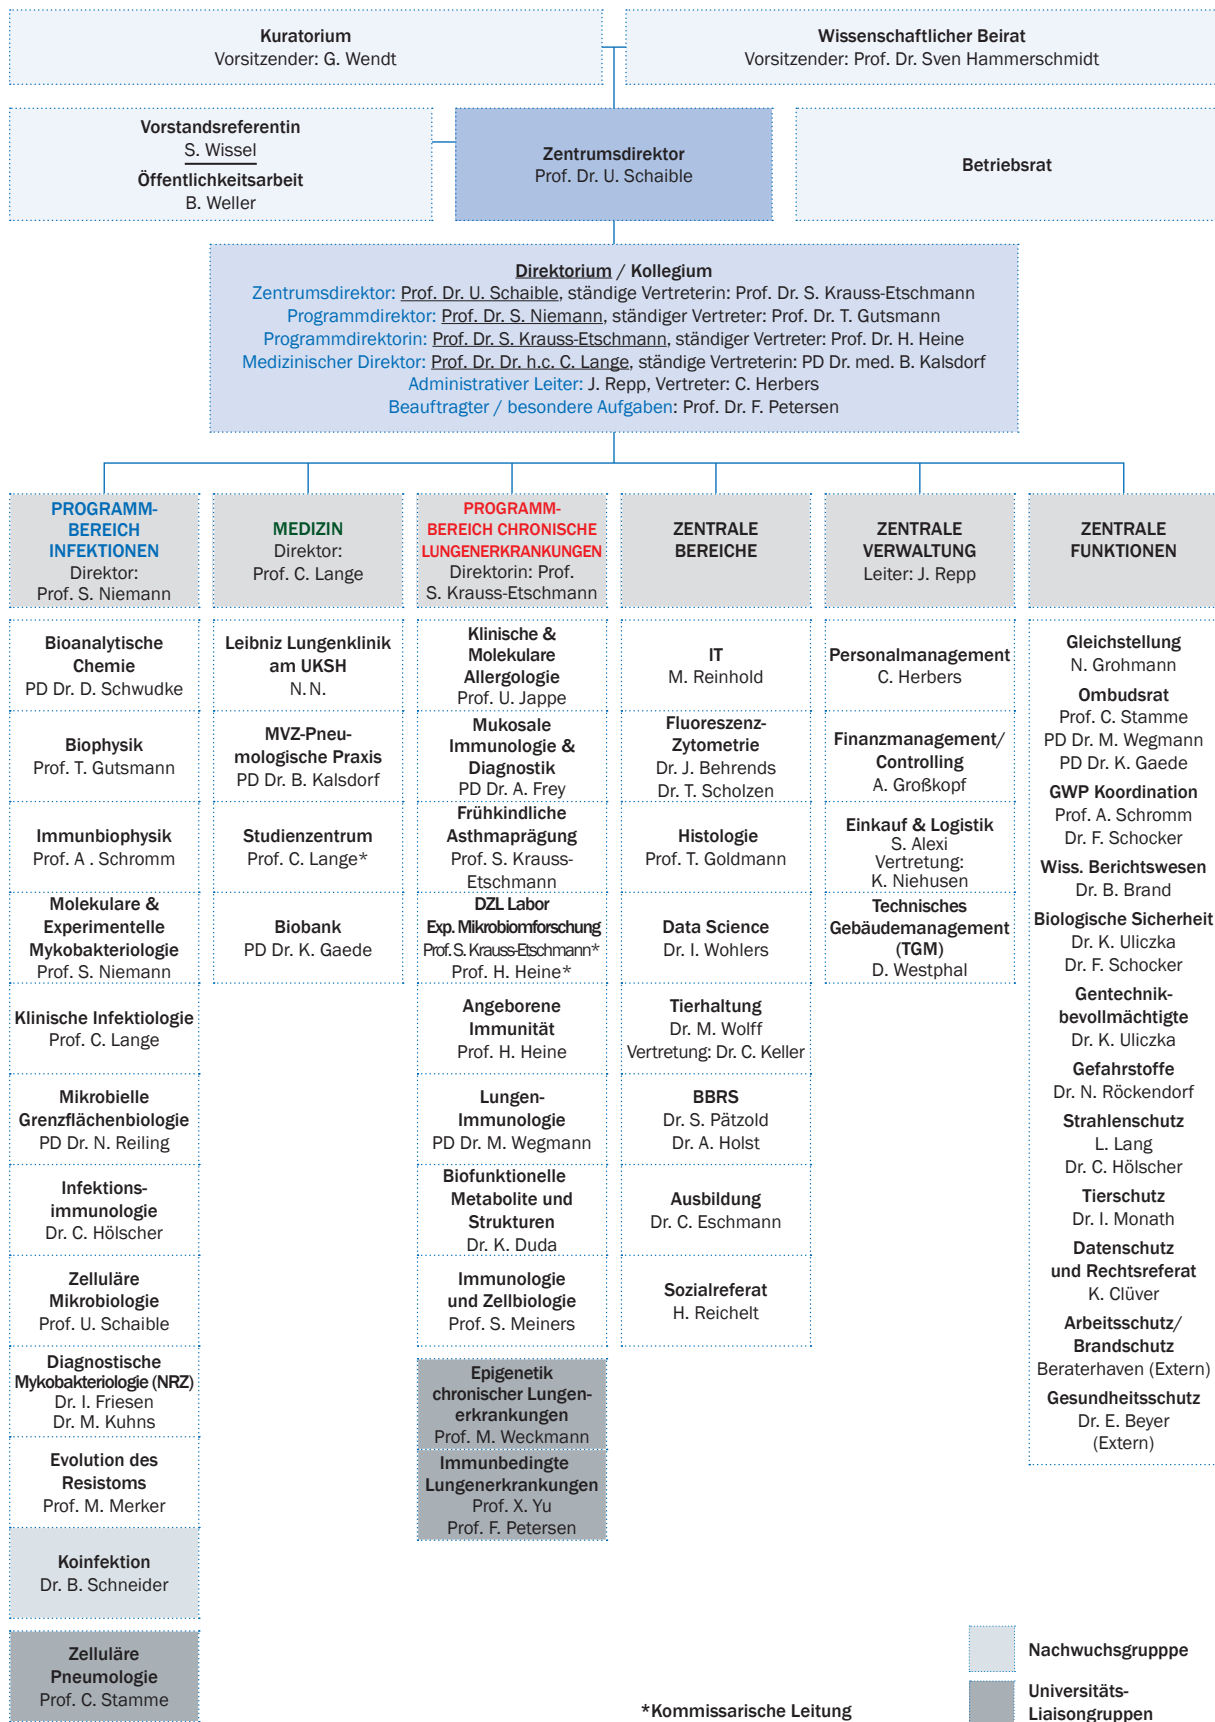 Kuratorium
Vorsitzender: G. Wendt
Wissenschaftlicher Beirat
Vorsitzender: Prof. Dr. Sven Hammerschmidt
Vorstandsreferentin
S. Wissel
Öffentlichkeitsarbeit
B. Weller
Zentrumsdirektor
Prof. Dr. U. Schaible
Betriebsrat
Direktorium / Kollegium
Zentrumsdirektor: Prof. Dr. U. Schaible, ständige Vertreterin: Prof. Dr. S. Krauss-Etschmann
Programmdirektor: Prof. Dr. S. Niemann, ständiger Vertreter: Prof. Dr. T. Gutsmann
Programmdirektorin: Prof. Dr. S. Krauss-Etschmann, ständiger Vertreter: Prof. Dr. H. Heine
Medizinischer Direktor: Prof. Dr. Dr. h.c. C. Lange, ständige Vertreterin: PD Dr. med. B. Kalsdorf
Administrativer Leiter: J. Repp, Vertreter: C. Herbers
Beauftragter / besondere Aufgaben: Prof. Dr. F. Petersen
PROGRAMM-
BEREICH
INFEKTIONEN
Direktor:
Prof. S. Niemann
Bioanalytische
Chemie
PD Dr. D. Schwudke
Biophysik
Prof. T. Gutsmann
Immunbiophysik
Prof. A . Schromm
Molekulare &
Experimentelle
Mykobakteriologie
Prof. S. Niemann
Klinische Infektiologie
Prof. C. Lange
Mikrobielle
Grenzflächenbiologie
PD Dr. N. Reiling
Infektions-
immunologie
Dr. C. Hölscher
Zelluläre
Mikrobiologie
Prof. U. Schaible
Diagnostische
Mykobakteriologie (NRZ)
Dr. I. Friesen
Dr. M. Kuhns
Evolution des
Resistoms
Prof. M. Merker
Koinfektion
Dr. B. Schneider
Zelluläre
Pneumologie
Prof. C. Stamme
MEDIZIN
Direktor:
Prof. C. Lange
Leibniz Lungenklinik
am UKSH
N. N.
MVZ-Pneu-
mologische Praxis
PD Dr. B. Kalsdorf
Studienzentrum
Prof. C. Lange*
Biobank
PD Dr. K. Gaede
PROGRAMM-
BEREICH CHRONISCHE
LUNGENERKRANKUNGEN
Direktorin: Prof.
S. Krauss-Etschmann
Klinische &
Molekulare
Allergologie
Prof. U. Jappe
Mukosale
Immunologie &
Diagnostik
PD Dr. A. Frey
Frühkindliche
Asthmaprägung
Prof. S. Krauss-
Etschmann
DZL Labor
Exp. Mikrobiomforschung
Prof. S. Krauss-Etschmann*
Prof. H. Heine*
Angeborene
Immunität
Prof. H. Heine
Lungen-
Immunologie
PD Dr. M. Wegmann
Biofunktionelle
Metabolite und
Strukturen
Dr. K. Duda
Immunologie
und Zellbiologie
Prof. S. Meiners
Epigenetik
chronischer Lungen-
erkrankungen
Prof. M. Weckmann
Immunbedingte
Lungenerkrankungen
Prof. X. Yu
Prof. F. Petersen
ZENTRALE
BEREICHE
IT
M. Reinhold
Fluoreszenz-
Zytometrie
Dr. J. Behrends
Dr. T. Scholzen
Histologie
Prof. T. Goldmann
Data Science
Dr. I. Wohlers
Tierhaltung
Dr. M. Wolff
Vertretung: Dr. C. Keller
BBRS
Dr. S. Pätzold
Dr. A. Holst
Ausbildung
Dr. C. Eschmann
Sozialreferat
H. Reichelt
ZENTRALE
VERWALTUNG
Leiter: J. Repp
Personalmanagement
C. Herbers
Finanzmanagement/
Controlling
A. Großkopf
Einkauf & Logistik
S. Alexi
Vertretung:
K. Niehusen
Technisches
Gebäudemanagement
(TGM)
D. Westphal
ZENTRALE
FUNKTIONEN
Gleichstellung
N. Grohmann
Ombudsrat
Prof. C. Stamme
PD Dr. M. Wegmann
PD Dr. K. Gaede
GWP Koordination
Prof. A. Schromm
Dr. F. Schocker
Wiss. Berichtswesen
Dr. B. Brand
Biologische Sicherheit
Dr. K. Uliczka
Dr. F. Schocker
Gentechnik-
bevollmächtigte
Dr. K. Uliczka
Gefahrstoffe
Dr. N. Röckendorf
Strahlenschutz
L. Lang
Dr. C. Hölscher
Tierschutz
Dr. I. Monath
Datenschutz
und Rechtsreferat
K. Clüver
Arbeitsschutz/
Brandschutz
Beraterhaven (Extern)
Gesundheitsschutz
Dr. E. Beyer
(Extern)
*Kommissarische Leitung
Nachwuchsgrupppe
Universitäts-
Liaisongruppen